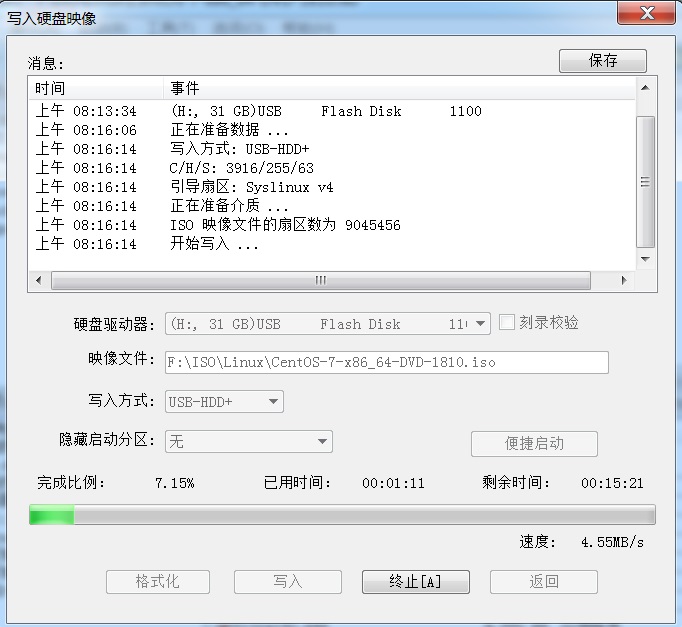 写入硬盘映像
消息:
保存
时间 事件
上午 08:13:34 (H:, 31 GB)USB Flash Disk 1100
上午 08:16:06 正在准备数据 ...
上午 08:16:14 写入方式: USB-HDD+
上午 08:16:14 C/H/S: 3916/255/63
上午 08:16:14 引导扇区: Syslinux v4
上午 08:16:14 正在准备介质 ...
上午 08:16:14 ISO 映像文件的扇区数为 9045456
上午 08:16:14 开始写入 ...
硬盘驱动器: (H:, 31 GB)USB Flash Disk 11 刻录校验
映像文件: F:\ISO\Linux\CentOS-7-x86_64-DVD-1810.iso
写入方式: USB-HDD+
隐藏启动分区: 无 便捷启动
完成比例: 7.15% 已用时间: 00:01:11 剩余时间: 00:15:21
速度: 4.55MB/s
格式化 写入 终止[A] 返回